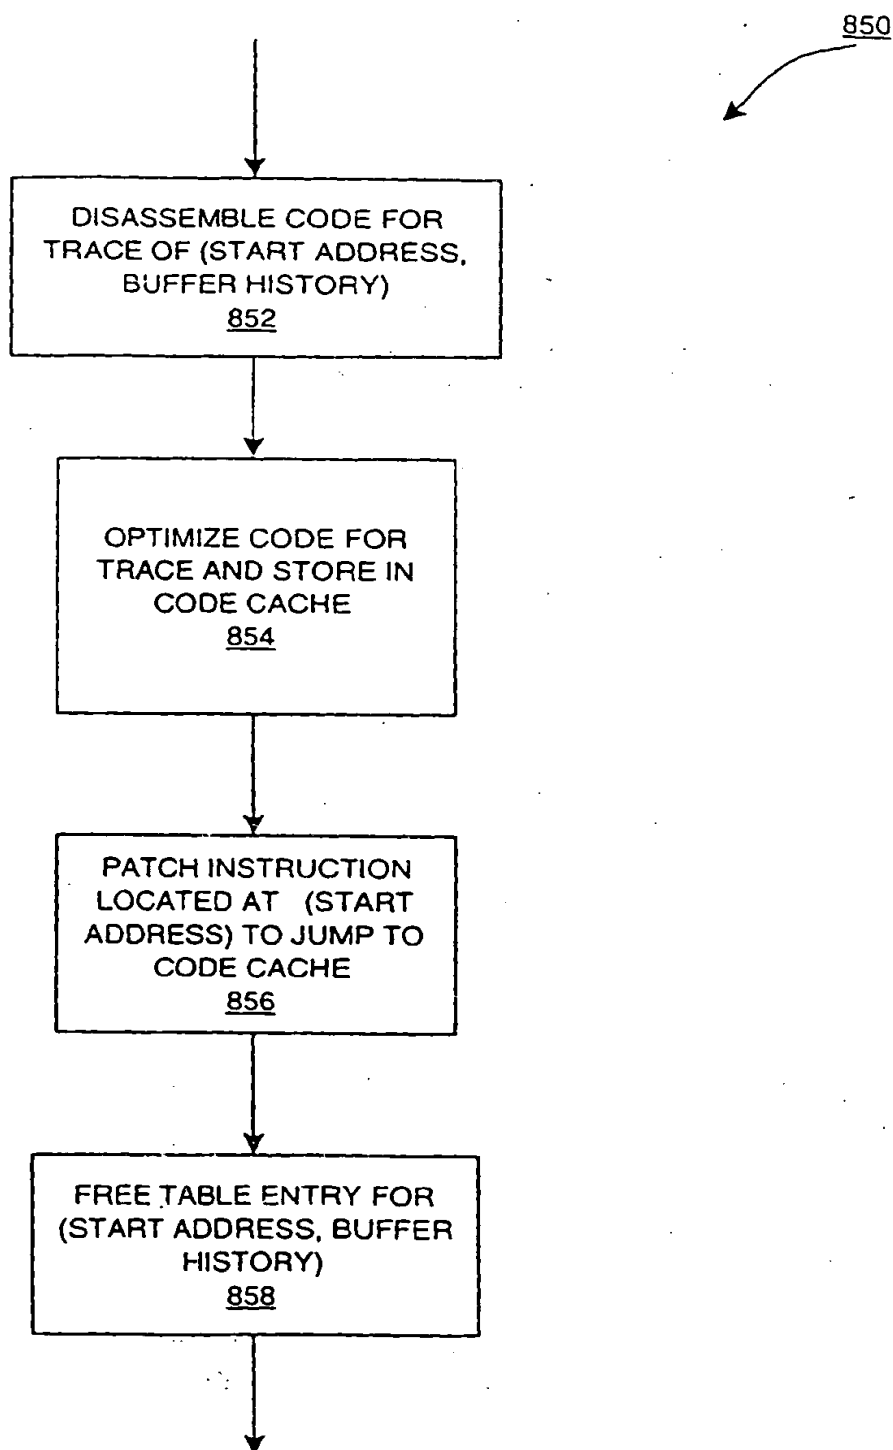 850
DISASSEMBLE CODE FOR
TRACE OF (START ADDRESS,
BUFFER HISTORY)
852
OPTIMIZE CODE FOR
TRACE AND STORE IN
CODE CACHE
854
PATCH INSTRUCTION
LOCATED AT (START
ADDRESS) TO JUMP TO
CODE CACHE
856
FREE TABLE ENTRY FOR
(START ADDRESS, BUFFER
HISTORY)
858